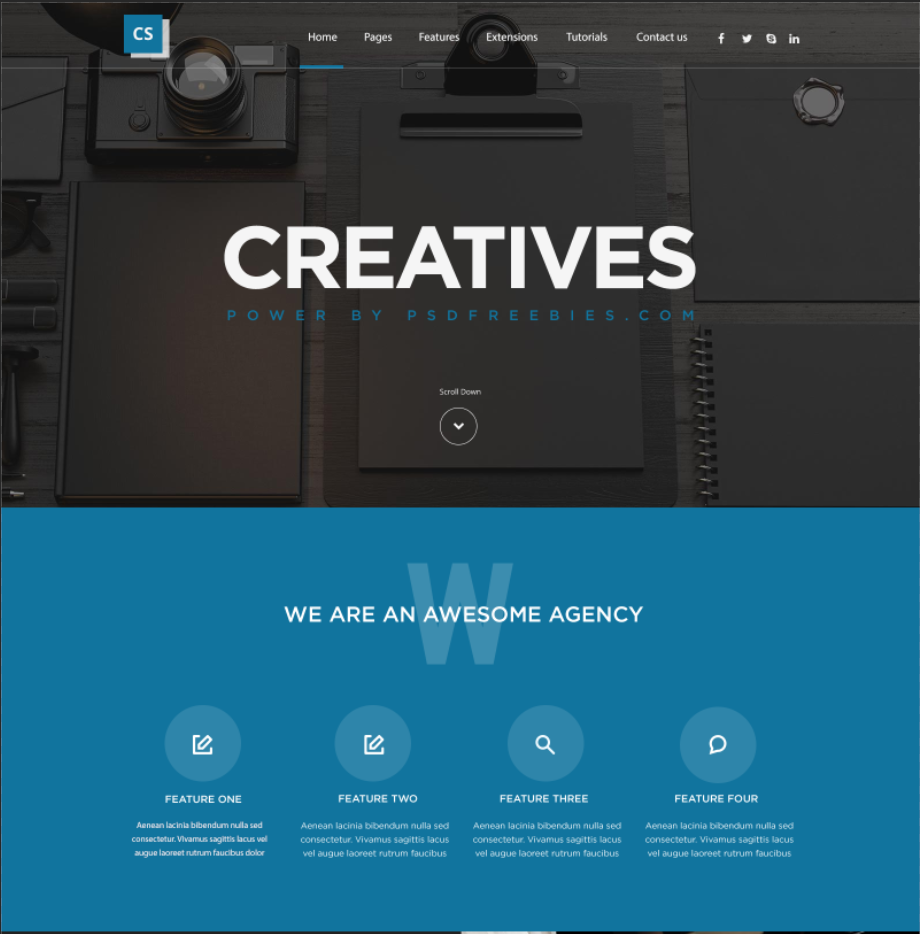 CS
Home Pages Features Extensions Tutorials Contact us
CREATIVES
POWER BY PSDFREEBIES.COM
Scroll Down
W
WE ARE AN AWESOME AGENCY
FEATURE ONE
Aenean lacinia bibendum nulla sed
consectetur. Vivamus sagittis lacus vel
augue laoreet rutrum faucibus dolor
FEATURE TWO
Aenean lacinia bibendum nulla sed
consectetur. Vivamus sagittis lacus
vel augue laoreet rutrum faucibus
FEATURE THREE
Aenean lacinia bibendum nulla sed
consectetur. Vivamus sagittis lacus
vel augue laoreet rutrum faucibus
FEATURE FOUR
Aenean lacinia bibendum nulla sed
consectetur. Vivamus sagittis lacus
vel augue laoreet rutrum faucibus